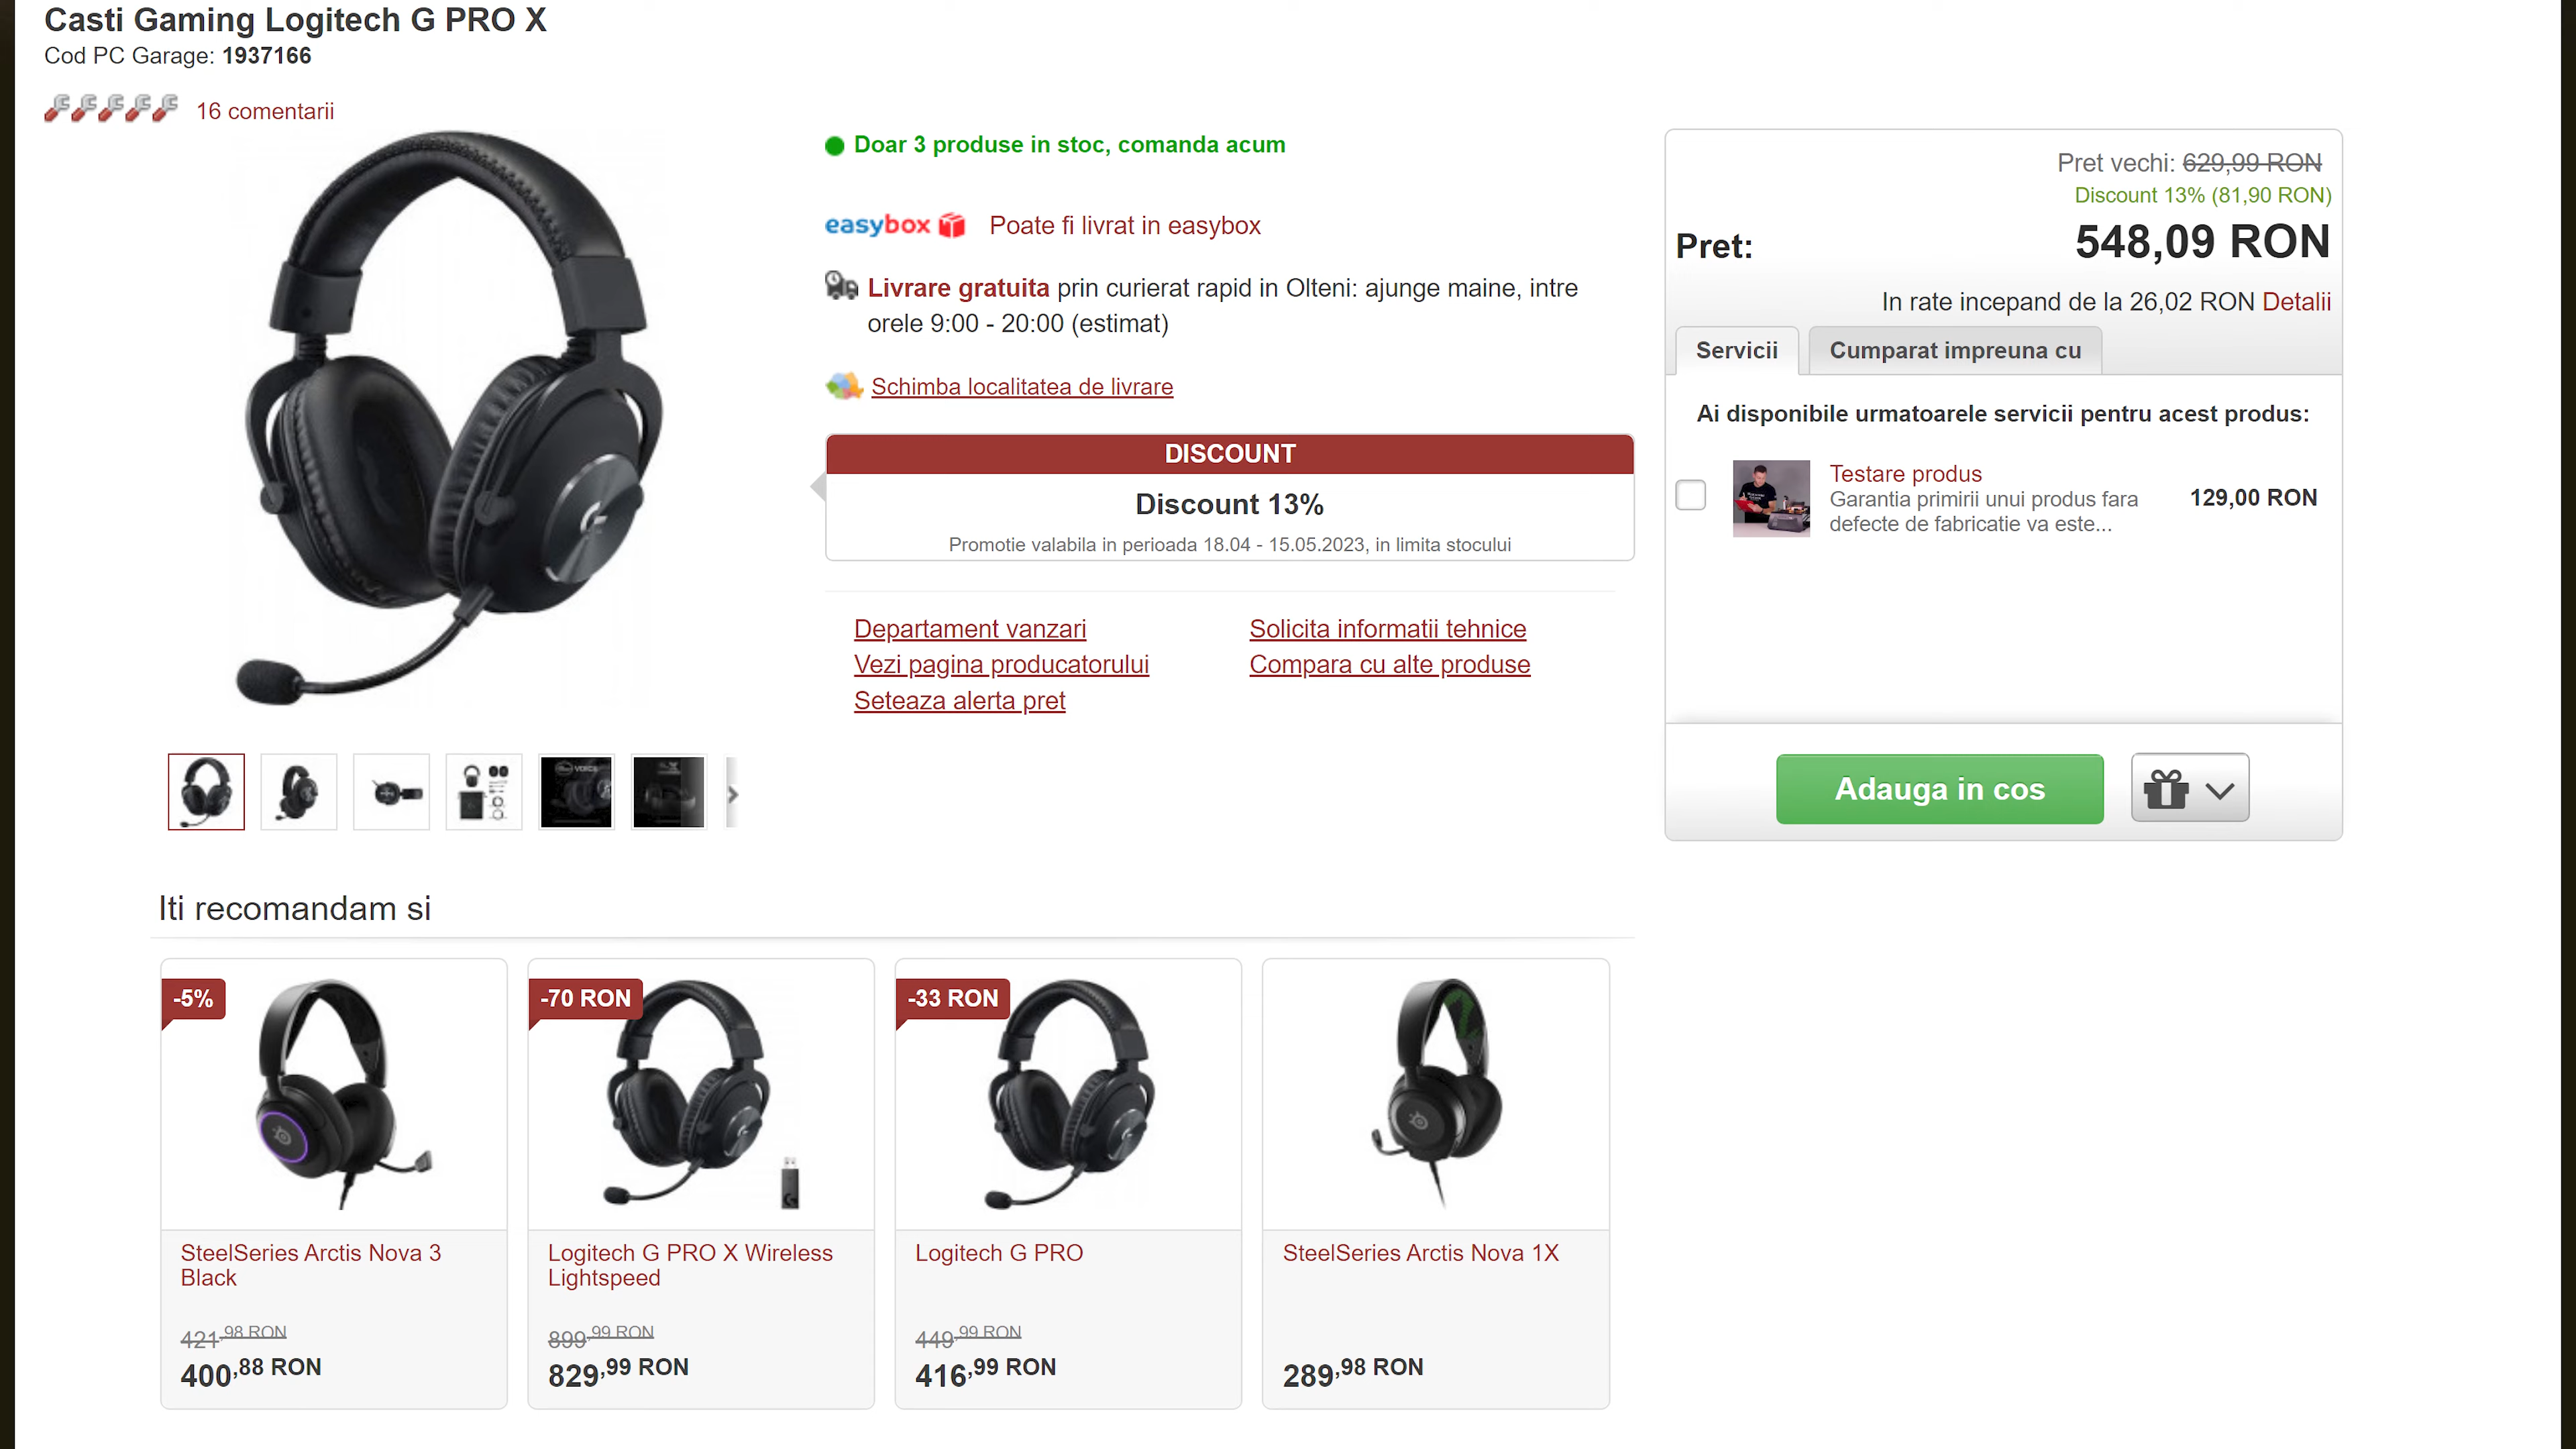 Casti Gaming Logitech G PRO X
Cod PC Garage: 1937166
16 comentarii
Doar 3 produse in stoc, comanda acum
easybox Poate fi livrat in easybox
Livrare gratuita prin curierat rapid in Olteni: ajunge maine, intre
orele 9:00 - 20:00 (estimat)
Schimba localitatea de livrare
DISCOUNT
Discount 13%
Promotie valabila in perioada 18.04 - 15.05.2023, in limita stocului
Departament vanzari
Solicita informatii tehnice
Vezi pagina producatorului
Compara cu alte produse
Seteaza alerta pret
Pret vechi: 629,99 RON
Discount 13% (81,90 RON)
Pret: 548,09 RON
In rate incepand de la 26,02 RON Detalii
Servicii
Cumparat impreuna cu
Ai disponibile urmatoarele servicii pentru acest produs:
Testare produs
Garantia primirii unui produs fara
defecte de fabricatie va este...
129,00 RON
Adauga in cos
VOICE
Iti recomandam si
-5%
SteelSeries Arctis Nova 3
Black
421,98 RON
400,88 RON
-70 RON
Logitech G PRO X Wireless
Lightspeed
899,99 RON
829,99 RON
-33 RON
Logitech G PRO
449,99 RON
416,99 RON
SteelSeries Arctis Nova 1X
289,98 RON